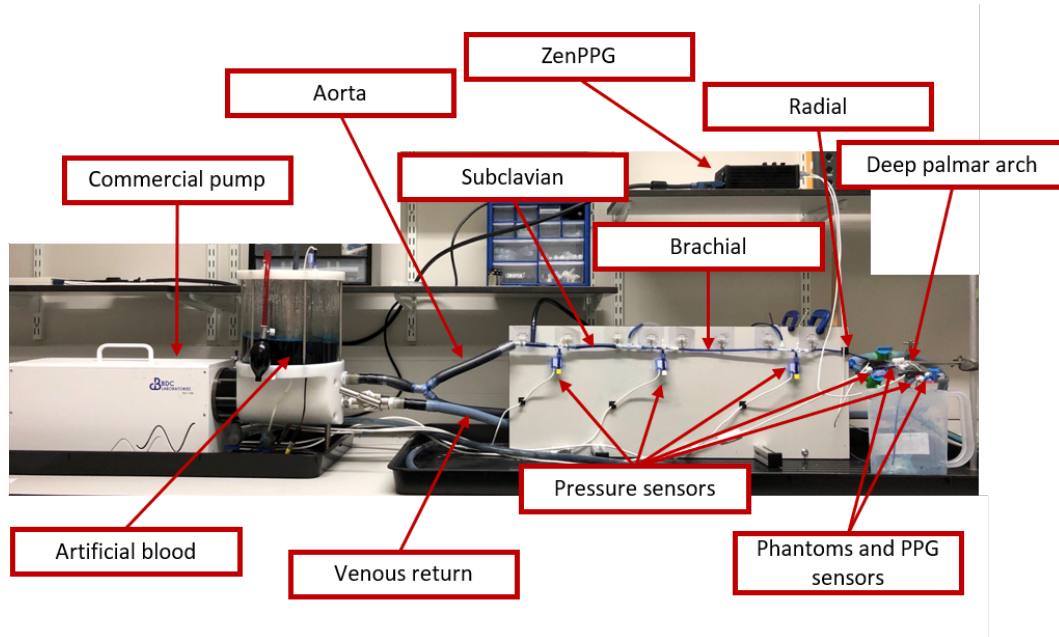 ZenPPG
Aorta
Radial
Commercial pump
Subclavian
Deep palmar arch
Brachial
BDC
LABORATORIES
Pressure sensors
Artificial blood
Venous return
Phantoms and PPG
sensors